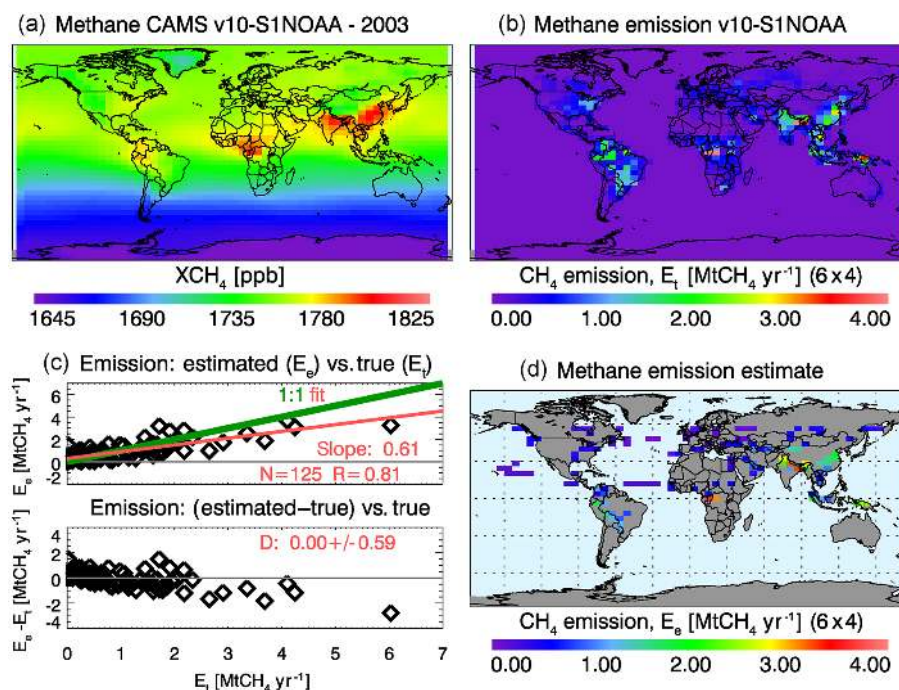 (a) Methane CAMS v10-S1NOAA - 2003
XCH₄ [ppb]
1645 1690 1735 1780 1825
(b) Methane emission v10-S1NOAA
CH₄ emission, Eₜ [MtCH₄ yr⁻¹] (6 x 4)
0.00 1.00 2.00 3.00 4.00
(c) Emission: estimated (Eₑ) vs. true (Eₜ)
Eₑ [MtCH₄ yr⁻¹]
6
4
2
0
-2
1:1 fit
Slope: 0.61
N=125 R=0.81
Emission: (estimated–true) vs. true
Eₑ-Eₜ [MtCH₄ yr⁻¹]
4
2
0
-2
-4
D: 0.00+/-0.59
0 1 2 3 4 5 6 7
Eₜ [MtCH₄ yr⁻¹]
(d) Methane emission estimate
CH₄ emission, Eₑ [MtCH₄ yr⁻¹] (6 x 4)
0.00 1.00 2.00 3.00 4.00